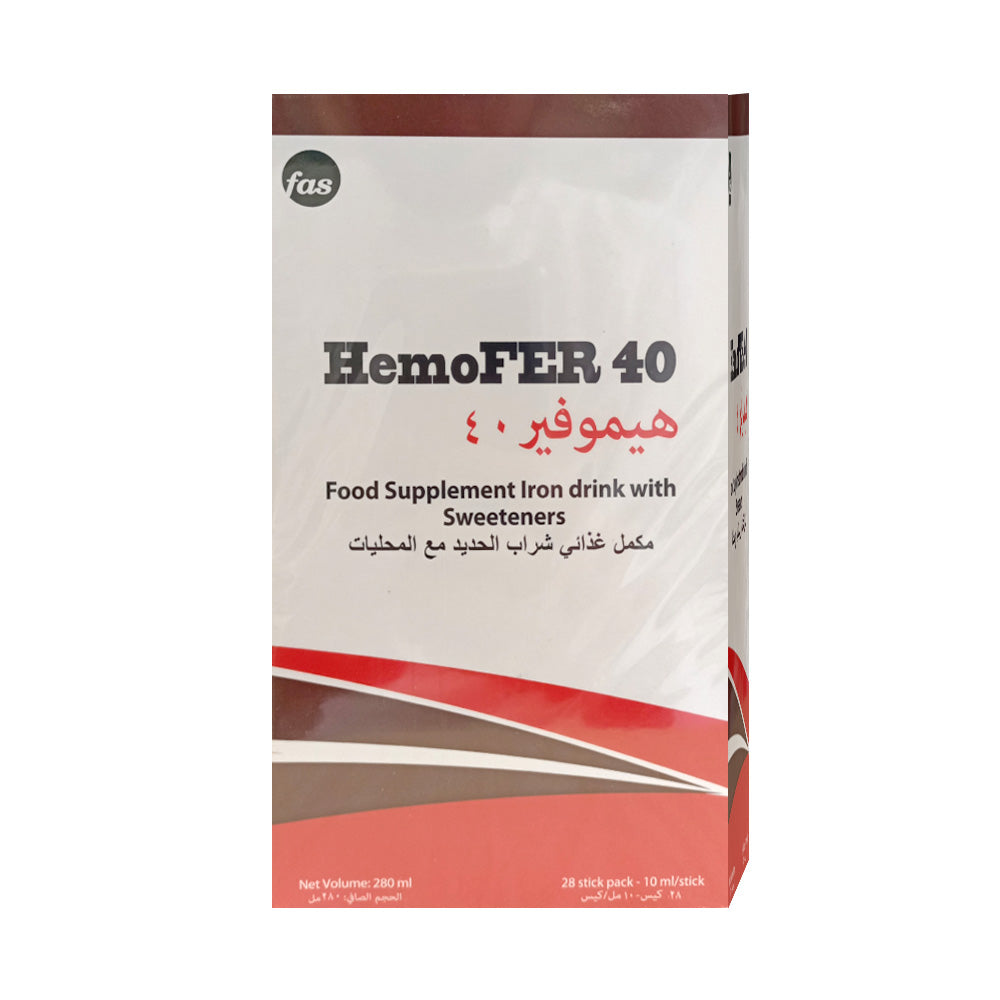 fas
HemoFER 40
هيموفير ٤٠
Food Supplement Iron drink with
Sweeteners
مكمل غذائي شراب الحديد مع المحليات
Net Volume: 280 ml
الحجم الصافي: ٢٨٠ مل
28 stick pack - 10 ml/stick
٢٨ كيس - ١٠ مل/كيس